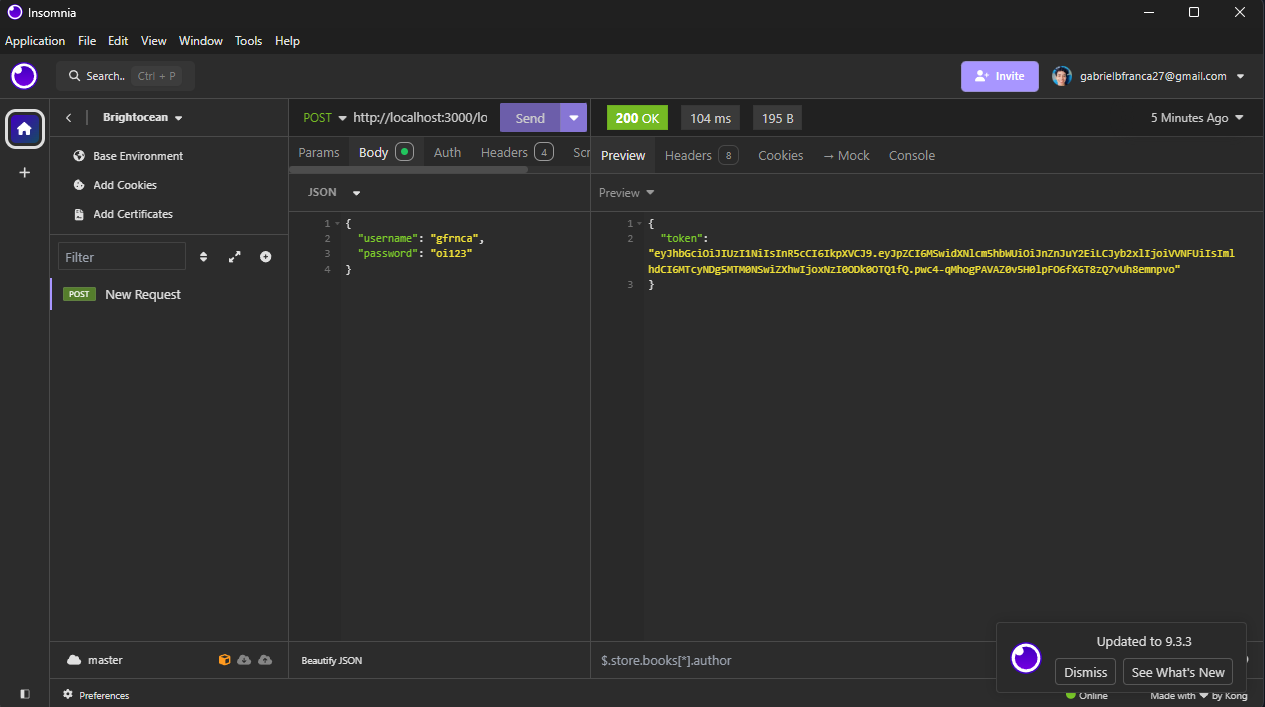 Insomnia
Application File Edit View Window Tools Help
Search.. Ctrl + P
Invite
gabrielbfranca27@gmail.com
Brightocean
Base Environment
Add Cookies
Add Certificates
Filter
POST New Request
POST http://localhost:3000/lo Send
Params Body Auth Headers 4 Scr
JSON
1 {
2 "username": "gfrnca",
3 "password": "oi123"
4 }
200 OK 104 ms 195 B 5 Minutes Ago
Preview Headers 8 Cookies → Mock Console
Preview
1 {
2 "token":
"eyJhbGciOiJIUzI1NiIsInR5cCI6IkpXVCJ9.eyJpZCI6MSwidXNlcm5hbWUiOiJnZnJuY2EiLCJyb2xlIjoiVVNFUiIsIml
hdCI6MTcyNDg5MTM0NSwiZXhwIjoxNzI0ODk0OTQ1fQ.pwc4-qMhogPAVAZ0v5H0lpFO6fX6T8zQ7vUh8emnpvo"
3 }
master
Beautify JSON
$.store.books[*].author
Updated to 9.3.3
Dismiss See What's New
Preferences
Online
Made with ❤ by Kong